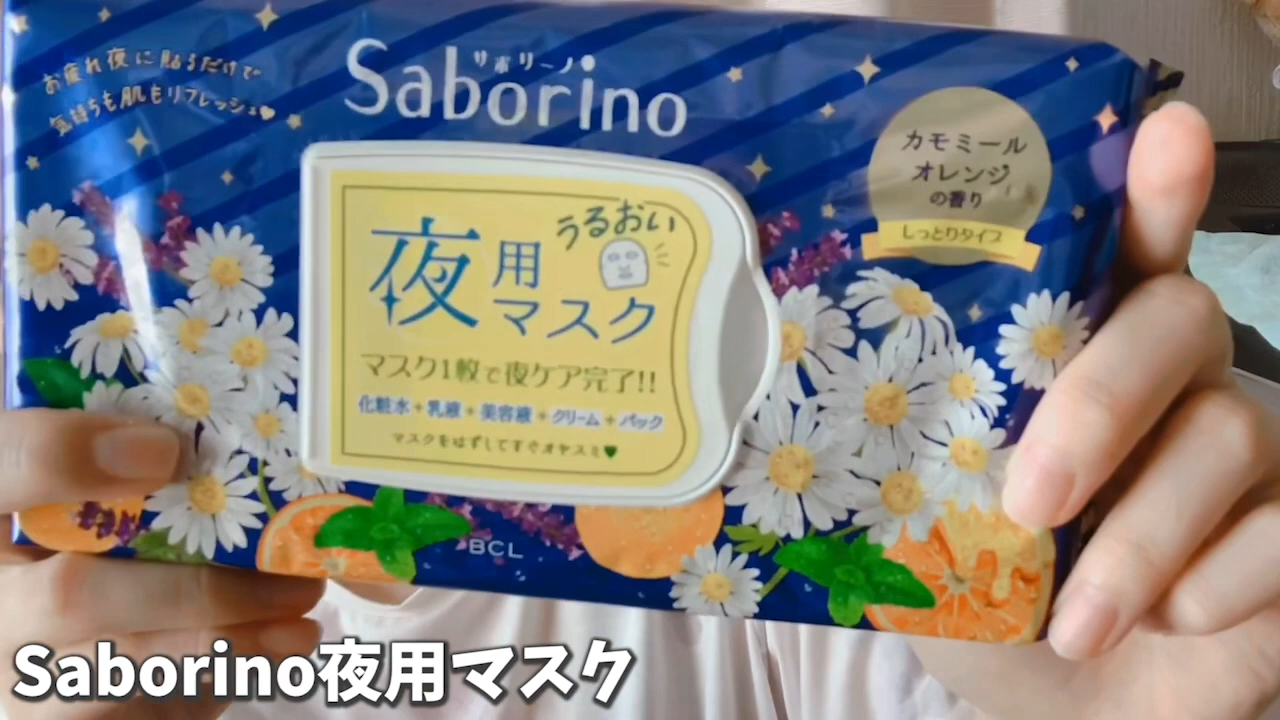 お疲れ夜に貼るだけで
気持ちも肌もリフレッシュ♥
サボリーノ
Saborino
カモミール
オレンジ
の香り
しっとりタイプ
うるおい
夜用
マスク
マスク1枚で夜ケア完了!!
化粧水+乳液+美容液+クリーム+パック
マスクをはずしてすぐオヤスミ♥
BCL
Saborino夜用マスク